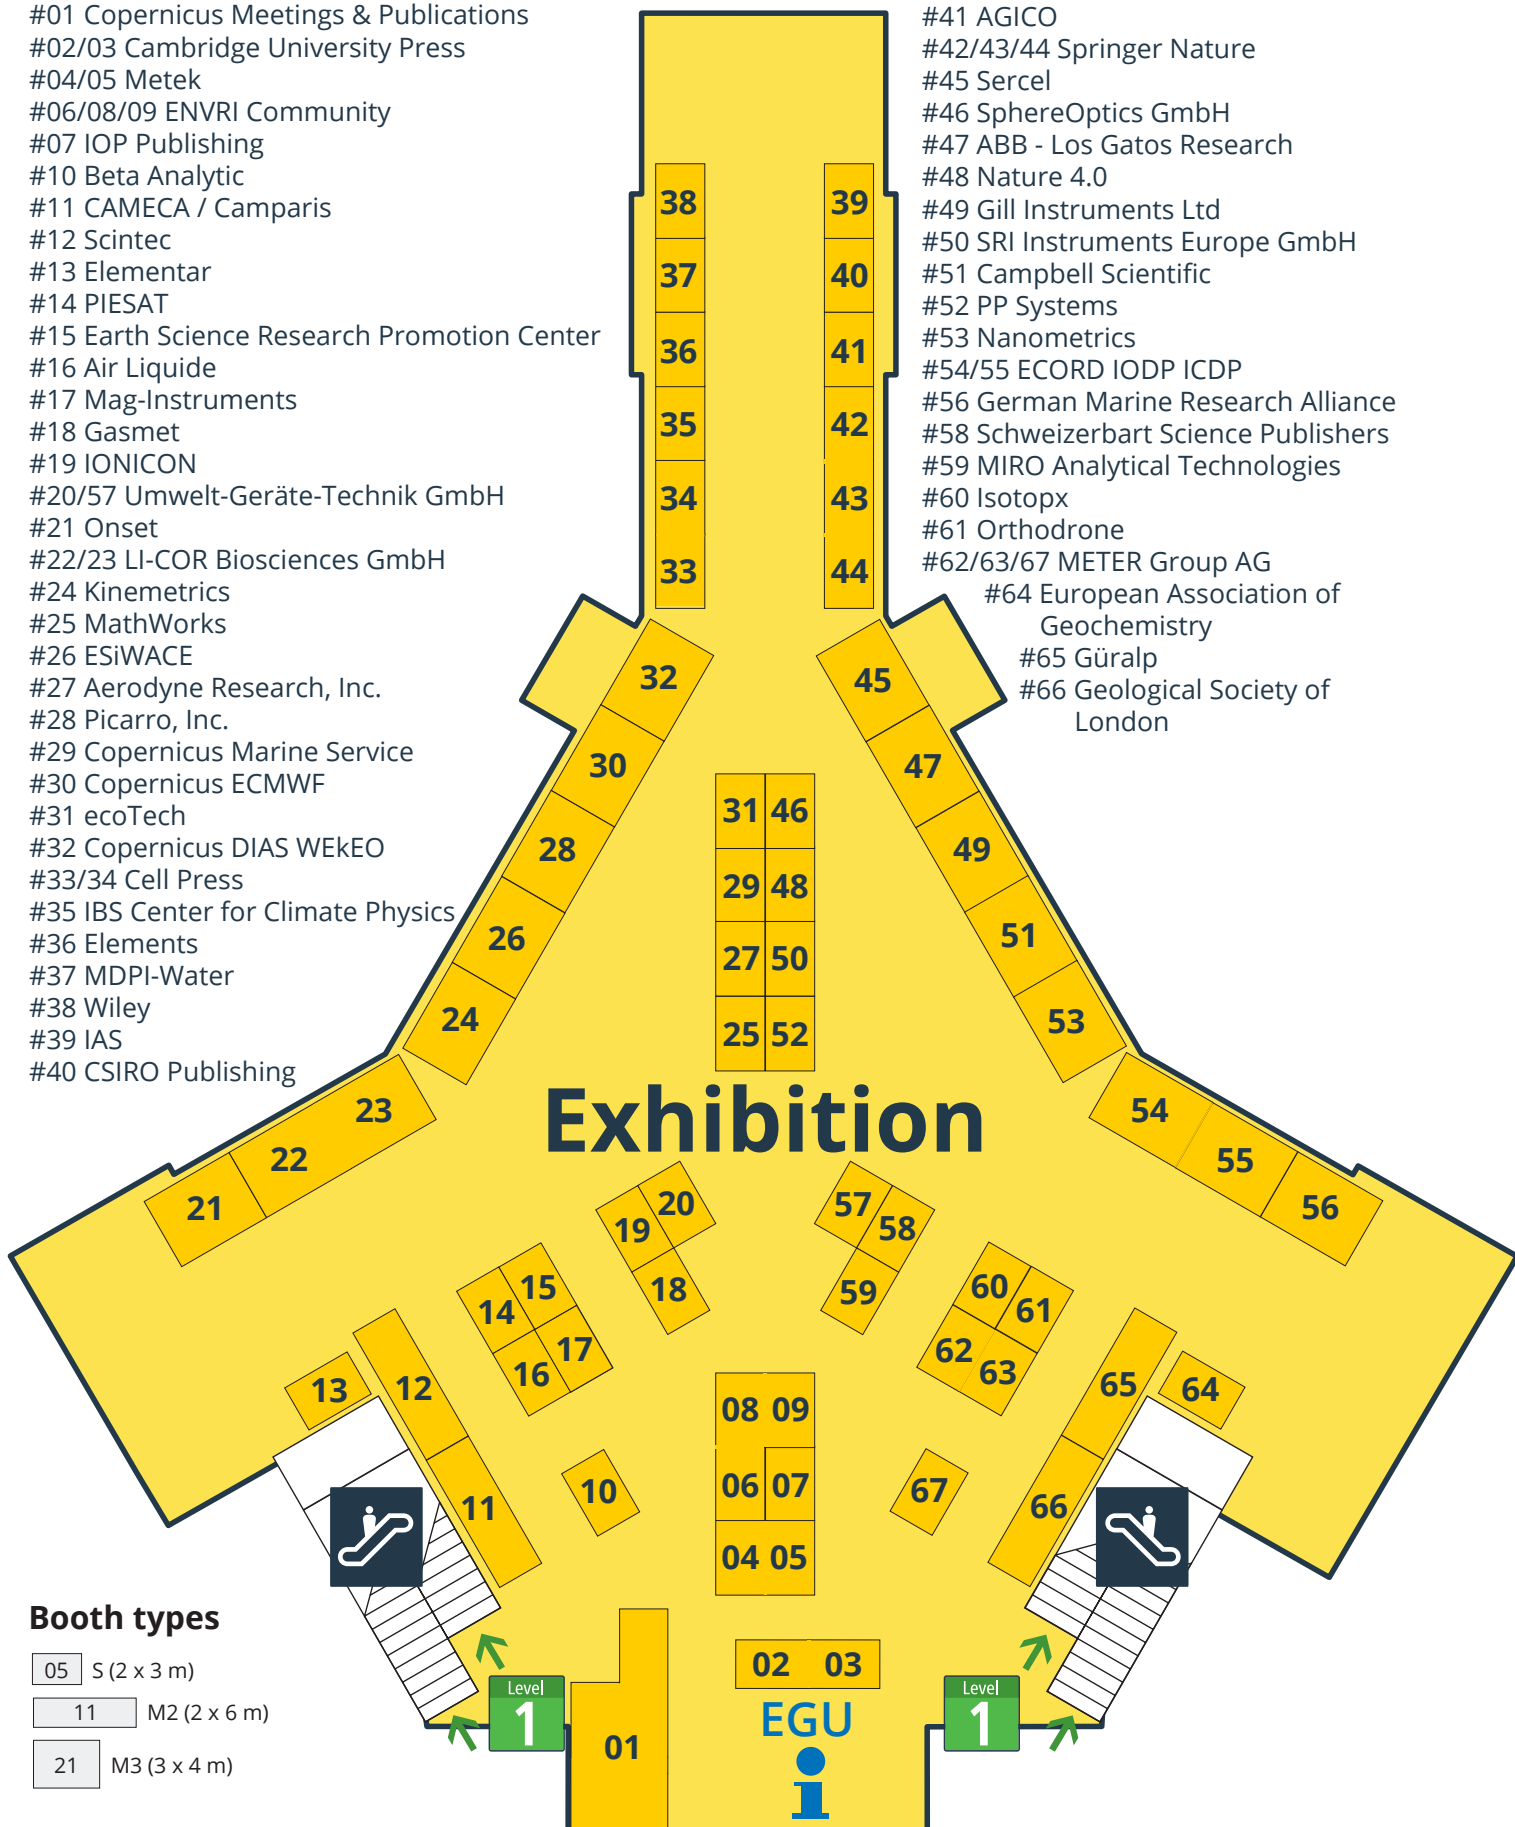 #01 Copernicus Meetings & Publications
#02/03 Cambridge University Press
#04/05 Metek
#06/08/09 ENVRI Community
#07 IOP Publishing
#10 Beta Analytic
#11 CAMECA / Camparis
#12 Scintec
#13 Elementar
#14 PIESAT
#15 Earth Science Research Promotion Center
#16 Air Liquide
#17 Mag-Instruments
#18 Gasmet
#19 IONICON
#20/57 Umwelt-Geräte-Technik GmbH
#21 Onset
#22/23 LI-COR Biosciences GmbH
#24 Kinemetrics
#25 MathWorks
#26 ESiWACE
#27 Aerodyne Research, Inc.
#28 Picarro, Inc.
#29 Copernicus Marine Service
#30 Copernicus ECMWF
#31 ecoTech
#32 Copernicus DIAS WEkEO
#33/34 Cell Press
#35 IBS Center for Climate Physics
#36 Elements
#37 MDPI-Water
#38 Wiley
#39 IAS
#40 CSIRO Publishing
#41 AGICO
#42/43/44 Springer Nature
#45 Sercel
#46 SphereOptics GmbH
#47 ABB - Los Gatos Research
#48 Nature 4.0
#49 Gill Instruments Ltd
#50 SRI Instruments Europe GmbH
#51 Campbell Scientific
#52 PP Systems
#53 Nanometrics
#54/55 ECORD IODP ICDP
#56 German Marine Research Alliance
#58 Schweizerbart Science Publishers
#59 MIRO Analytical Technologies
#60 Isotopx
#61 Orthodrone
#62/63/67 METER Group AG
#64 European Association of
Geochemistry
#65 Güralp
#66 Geological Society of
London
38 39
37 40
36 41
35 42
34 43
33 44
32 45
30 47
31 46
28 49
29 48
26 51
27 50
24 53
25 52
Exhibition
23 54
22 55
21 56
20 57
19 58
18 59
15 60
14 61
17 62
16 63
13 12 65 64
08 09
10 06 07 67
11 66
04 05
02 03
EGU
01
Level
1
Level
1
Booth types
05 S (2 x 3 m)
11 M2 (2 x 6 m)
21 M3 (3 x 4 m)